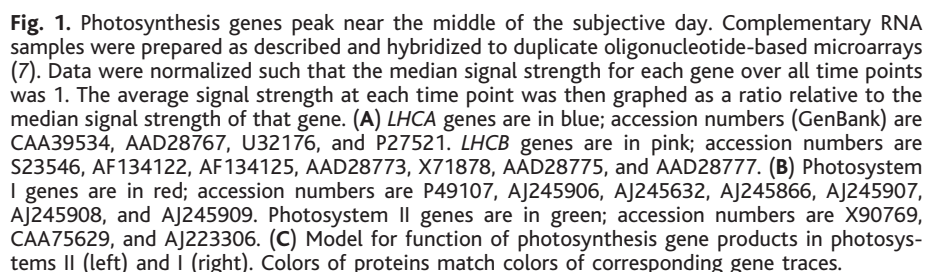 Fig. 1. Photosynthesis genes peak near the middle of the subjective day. Complementary RNA
samples were prepared as described and hybridized to duplicate oligonucleotide-based microarrays
(7). Data were normalized such that the median signal strength for each gene over all time points
was 1. The average signal strength at each time point was then graphed as a ratio relative to the
median signal strength of that gene. (A) LHCA genes are in blue; accession numbers (GenBank) are
CAA39534, AAD28767, U32176, and P27521. LHCB genes are in pink; accession numbers are
S23546, AF134122, AF134125, AAD28773, X71878, AAD28775, and AAD28777. (B) Photosystem
I genes are in red; accession numbers are P49107, AJ245906, AJ245632, AJ245866, AJ245907,
AJ245908, and AJ245909. Photosystem II genes are in green; accession numbers are X90769,
CAA75629, and AJ223306. (C) Model for function of photosynthesis gene products in photosys-
tems II (left) and I (right). Colors of proteins match colors of corresponding gene traces.